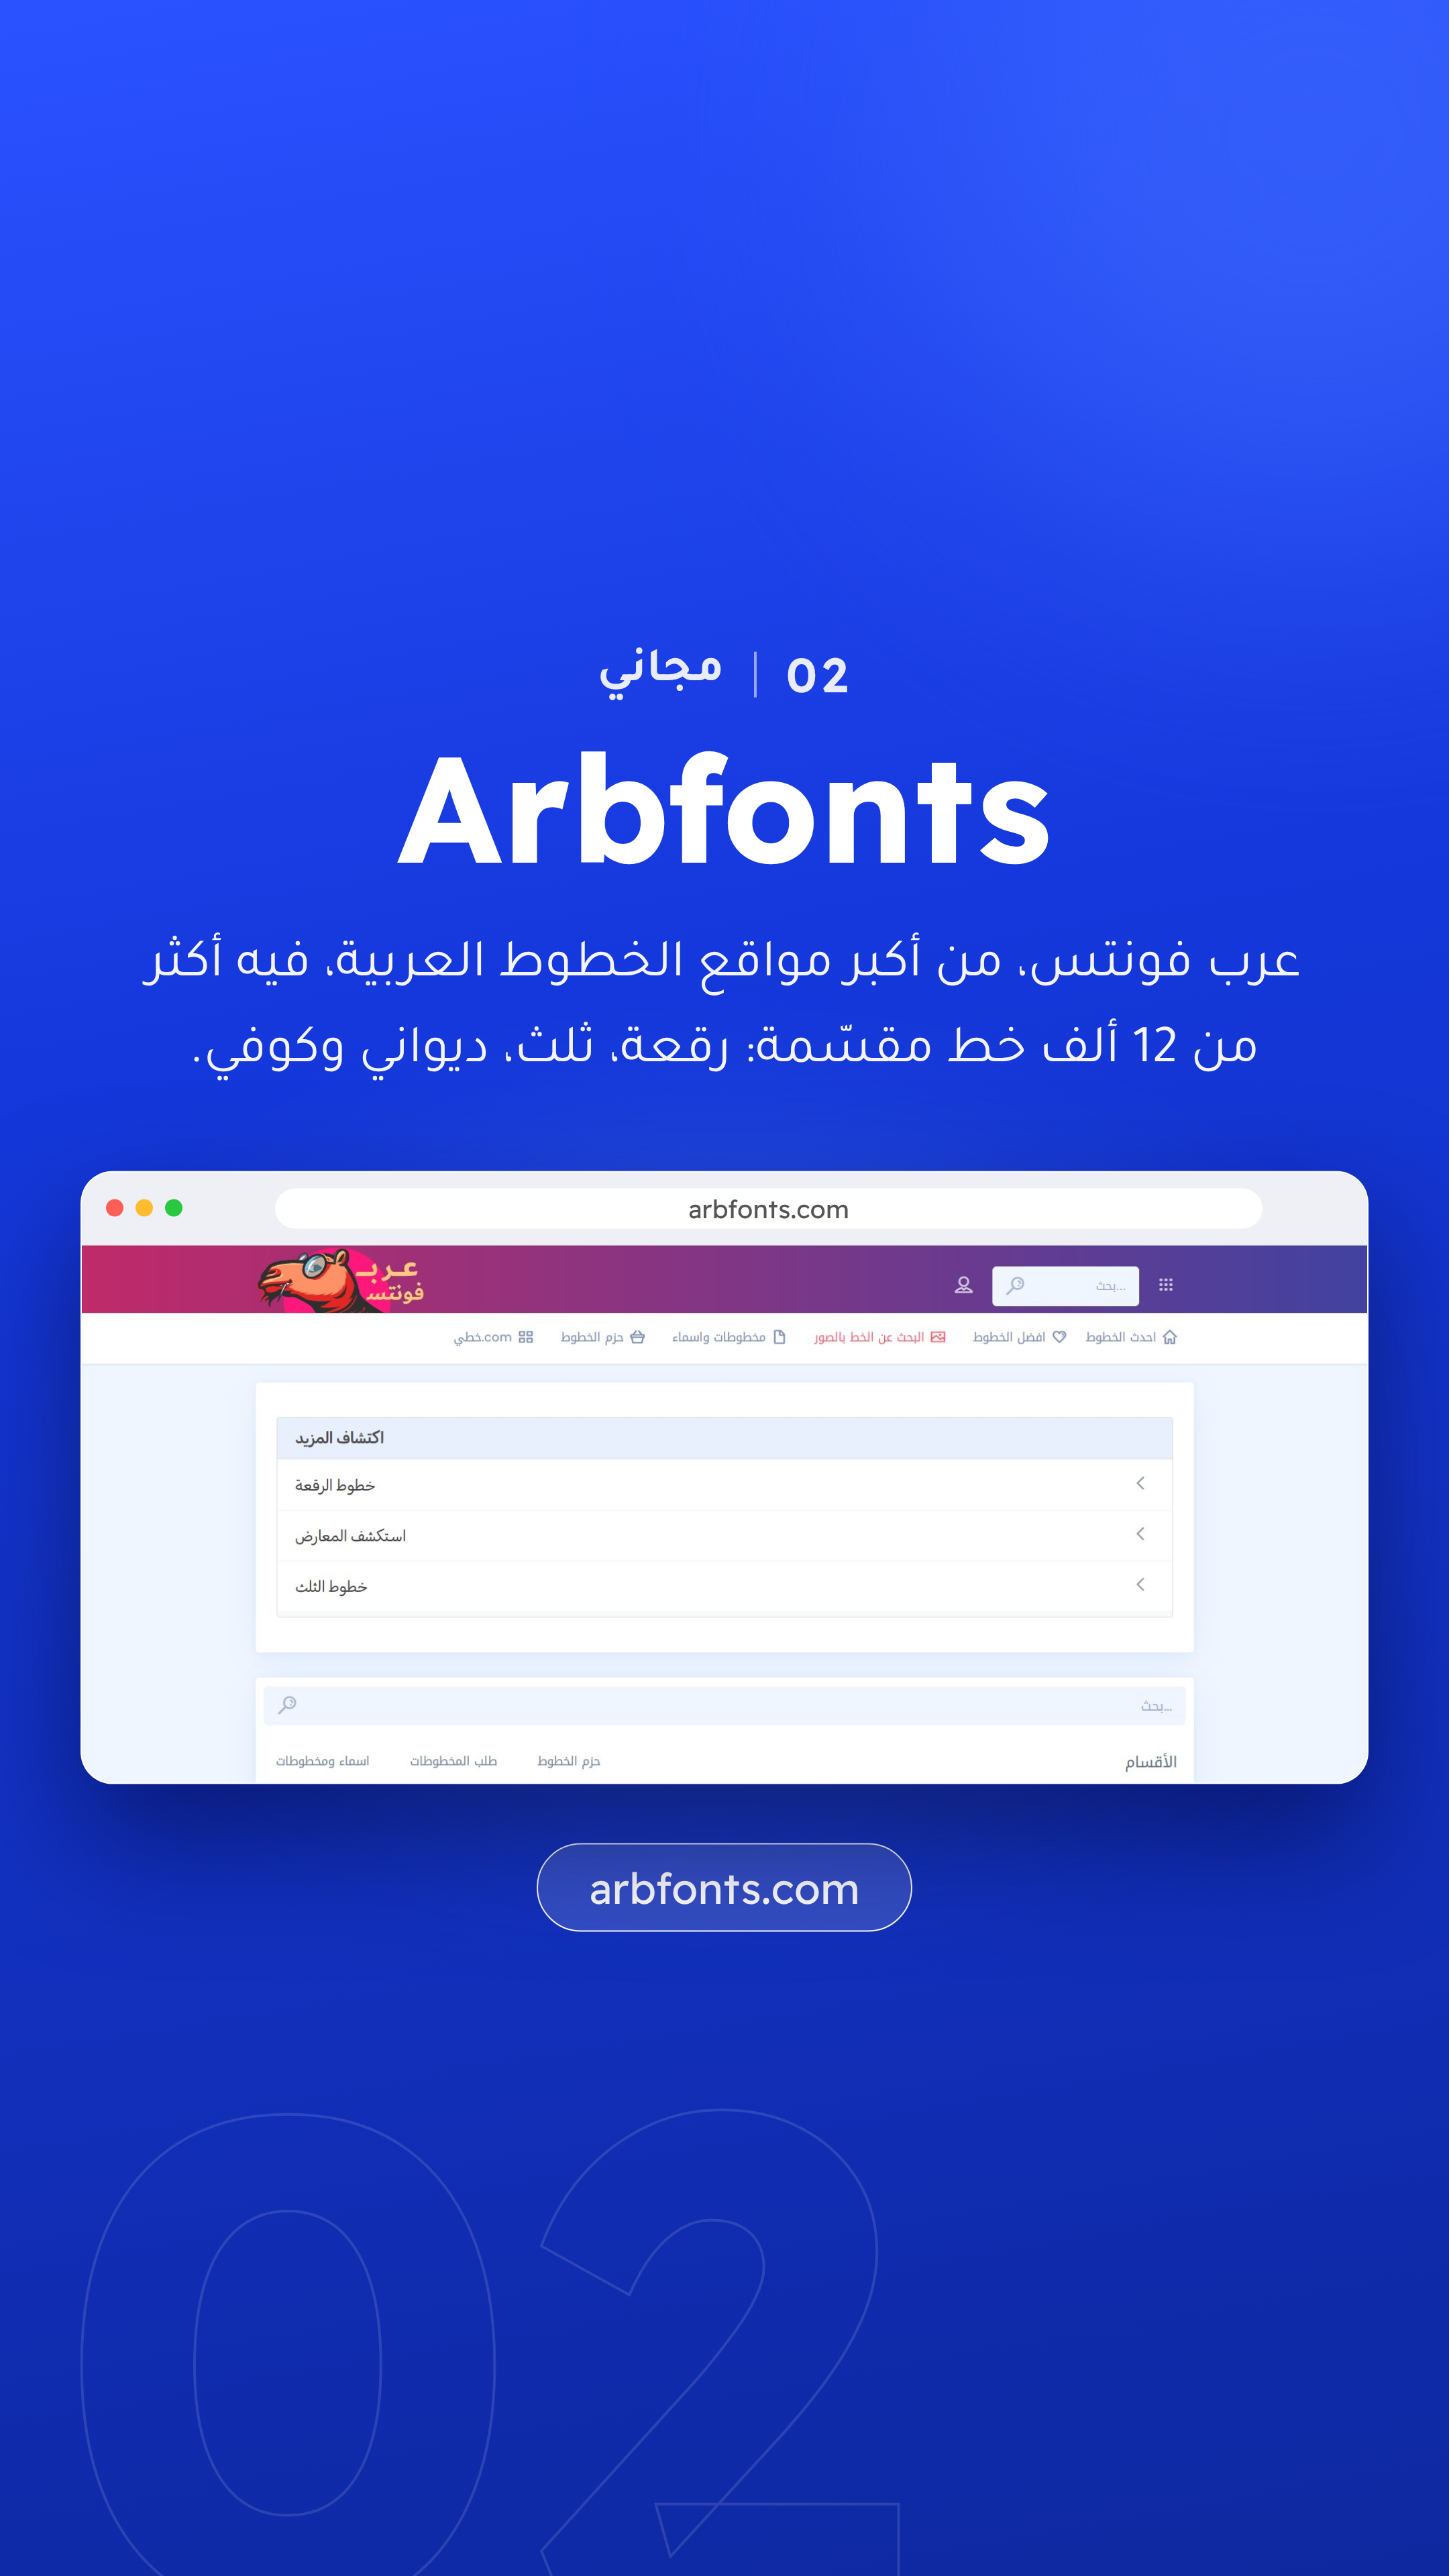 02 | مجاني
Arbfonts
عرب فونتس، من أكبر مواقع الخطوط العربية، فيه أكثر
من 12 ألف خط مقسّمة: رقعة، ثلث، ديواني وكوفي.
arbfonts.com
عربـ
فونتسـ
بحث...
احدث الخطوط
افضل الخطوط
البحث عن الخط بالصور
مخطوطات واسماء
حزم الخطوط
خطي.com
اكتشاف المزيد
خطوط الرقعة
استكشف المعارض
خطوط الثلث
بحث...
الأقسام
حزم الخطوط
طلب المخطوطات
اسماء ومخطوطات
arbfonts.com
02